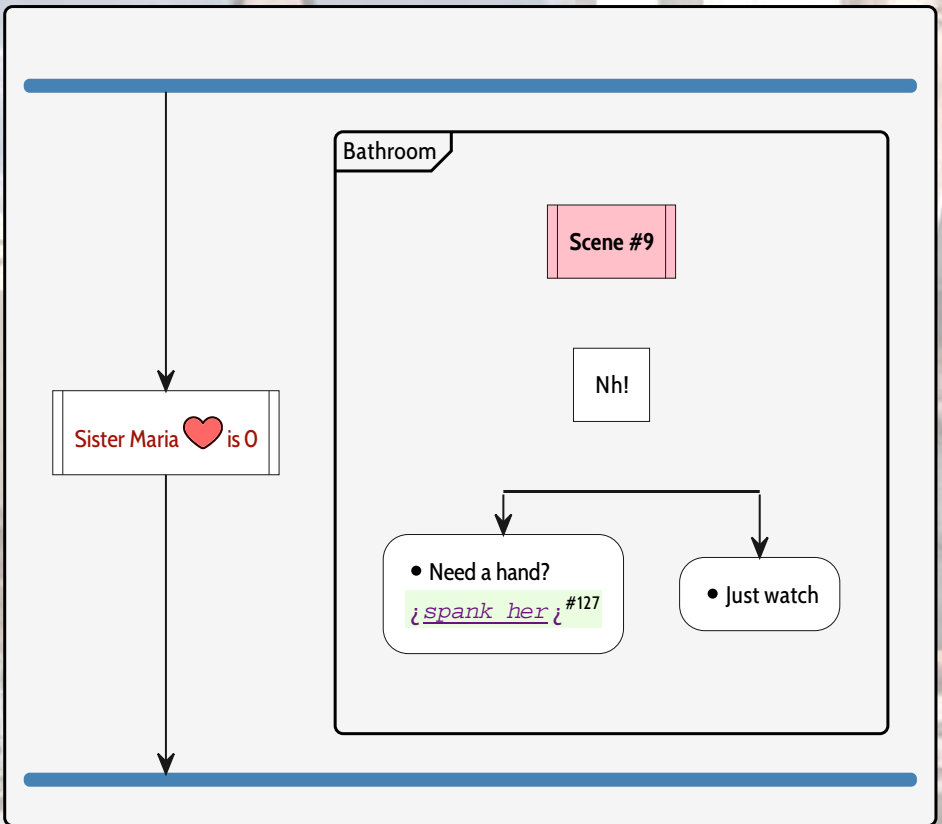 Bathroom
Scene #9
Nh!
Sister Maria ❤ is 0
• Need a hand?
¿spank her¿#127
• Just watch